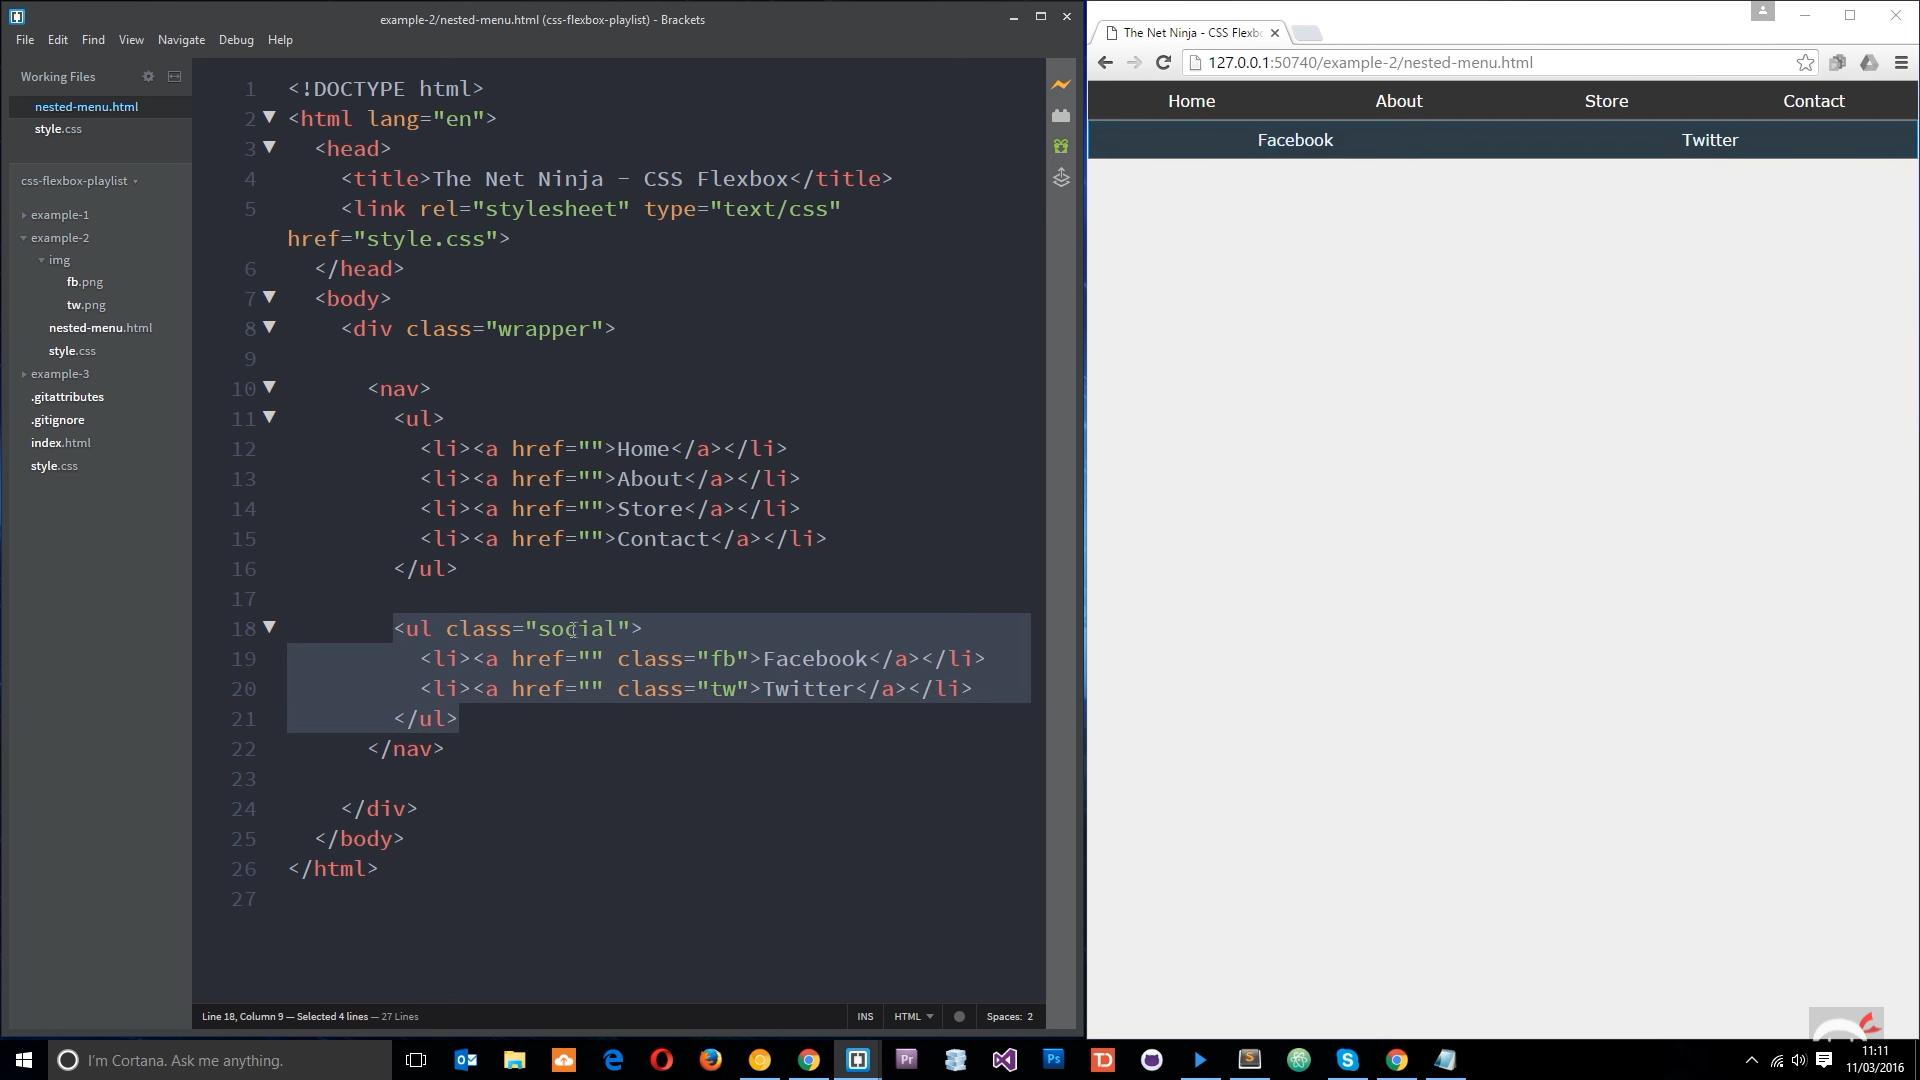 example-2/nested-menu.html (css-flexbox-playlist) - Brackets
File Edit Find View Navigate Debug Help
Working Files
nested-menu.html
style.css
css-flexbox-playlist
example-1
example-2
img
fb.png
tw.png
nested-menu.html
style.css
example-3
.gitattributes
.gitignore
index.html
style.css
1 <!DOCTYPE html>
2 <html lang="en">
3 <head>
4 <title>The Net Ninja - CSS Flexbox</title>
5 <link rel="stylesheet" type="text/css"
href="style.css">
6 </head>
7 <body>
8 <div class="wrapper">
9
10 <nav>
11 <ul>
12 <li><a href="">Home</a></li>
13 <li><a href="">About</a></li>
14 <li><a href="">Store</a></li>
15 <li><a href="">Contact</a></li>
16 </ul>
17
18 <ul class="social">
19 <li><a href="" class="fb">Facebook</a></li>
20 <li><a href="" class="tw">Twitter</a></li>
21 </ul>
22 </nav>
23
24 </div>
25 </body>
26 </html>
27
Line 18, Column 9 — Selected 4 lines — 27 Lines
INS HTML Spaces: 2
The Net Ninja - CSS Flexb
127.0.0.1:50740/example-2/nested-menu.html
Home About Store Contact
Facebook Twitter
I'm Cortana. Ask me anything.
Pr
Ps
11:11
11/03/2016